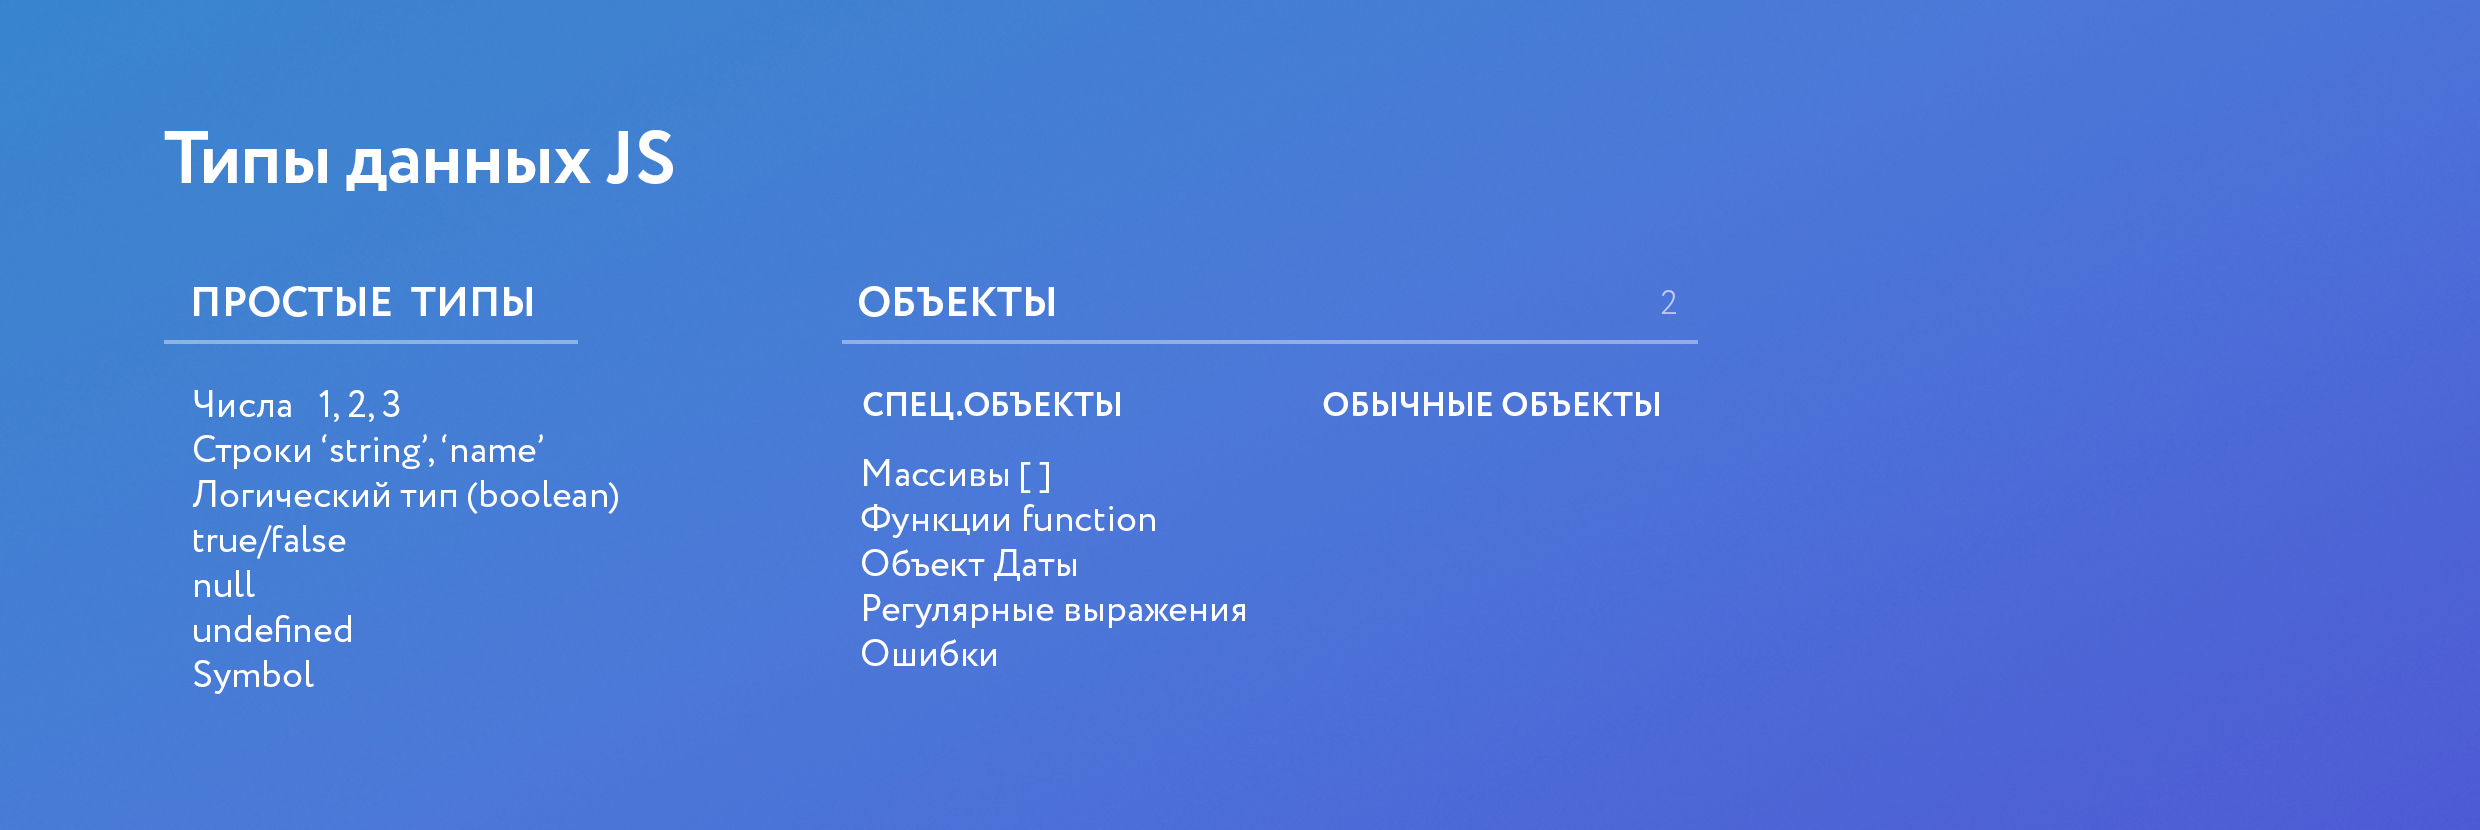 Типы данных JS
ПРОСТЫЕ ТИПЫ
Числа 1, 2, 3
Строки ‘string’, ‘name’
Логический тип (boolean)
true/false
null
undefined
Symbol
ОБЪЕКТЫ 2
СПЕЦ.ОБЪЕКТЫ
Массивы [ ]
Функции function
Объект Даты
Регулярные выражения
Ошибки
ОБЫЧНЫЕ ОБЪЕКТЫ